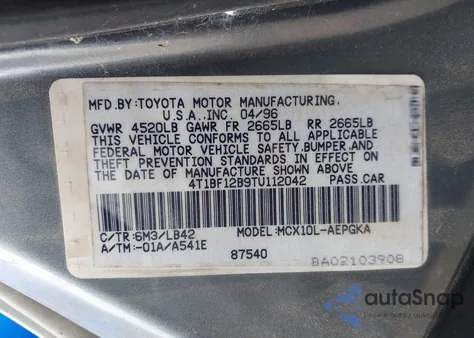 MFD.BY:TOYOTA MOTOR MANUFACTURING,
U.S.A.,INC. 04/96
GVWR 4520LB GAWR FR 2665LB RR 2665LB
THIS VEHICLE CONFORMS TO ALL APPLICABLE
FEDERAL MOTOR VEHICLE SAFETY,BUMPER,AND
THEFT PREVENTION STANDARDS IN EFFECT ON
THE DATE OF MANUFACTURE SHOWN ABOVE.
4T1BF12B9TU112042 PASS.CAR
C/TR:6M3/LB42 MODEL:MCX10L-AEPGKA
A/TM:-01A/A541E
87540
BAO2103908
autoSnap